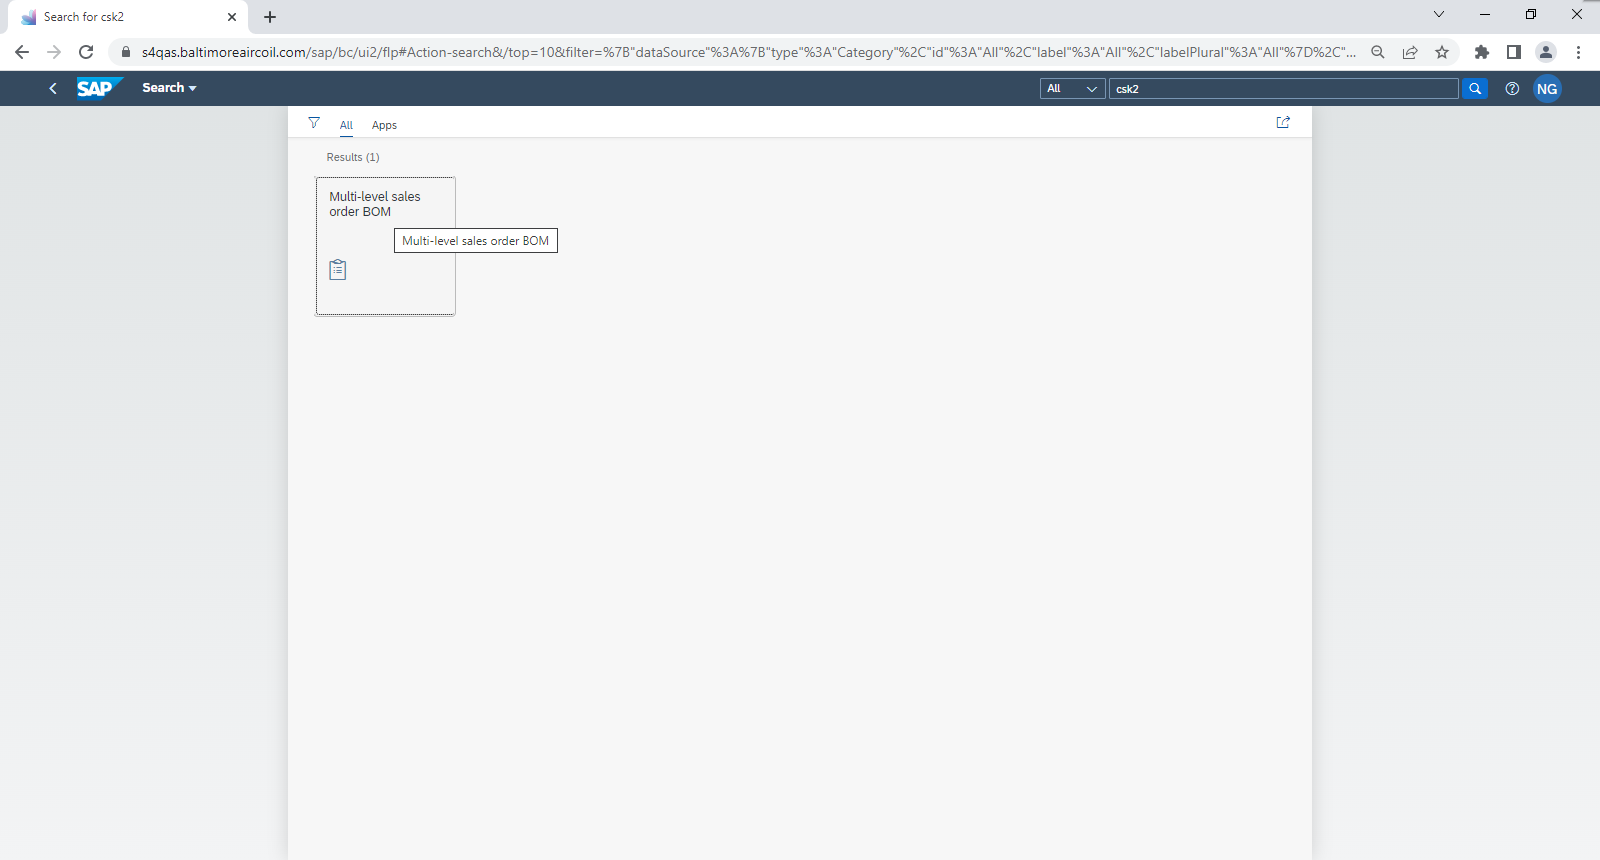 Search for csk2
s4qas.baltimoreaircoil.com/sap/bc/ui2/flp#Action-search&/top=10&filter=%7B"dataSource"%3A%7B"type"%3A"Category"%2C"id"%3A"All"%2C"label"%3A"All"%2C"labelPlural"%3A"All"%7D%2C"...
SAP Search All csk2 NG
All Apps
Results (1)
Multi-level sales
order BOM
Multi-level sales order BOM